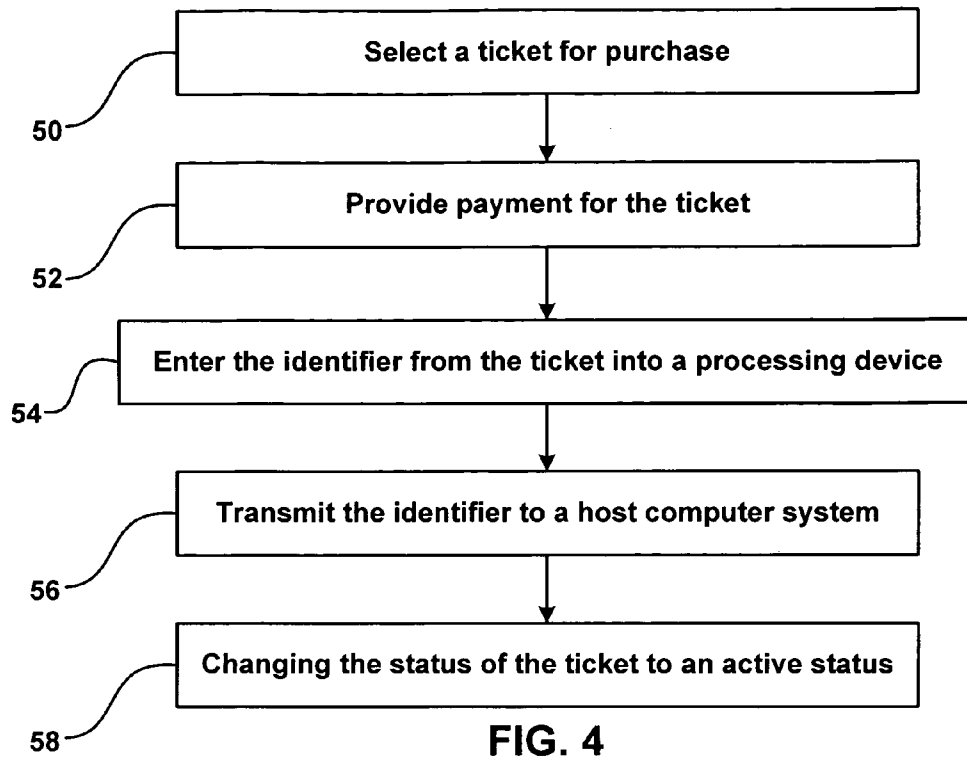 Select a ticket for purchase
50
Provide payment for the ticket
52
Enter the identifier from the ticket into a processing device
54
Transmit the identifier to a host computer system
56
Changing the status of the ticket to an active status
58
FIG. 4